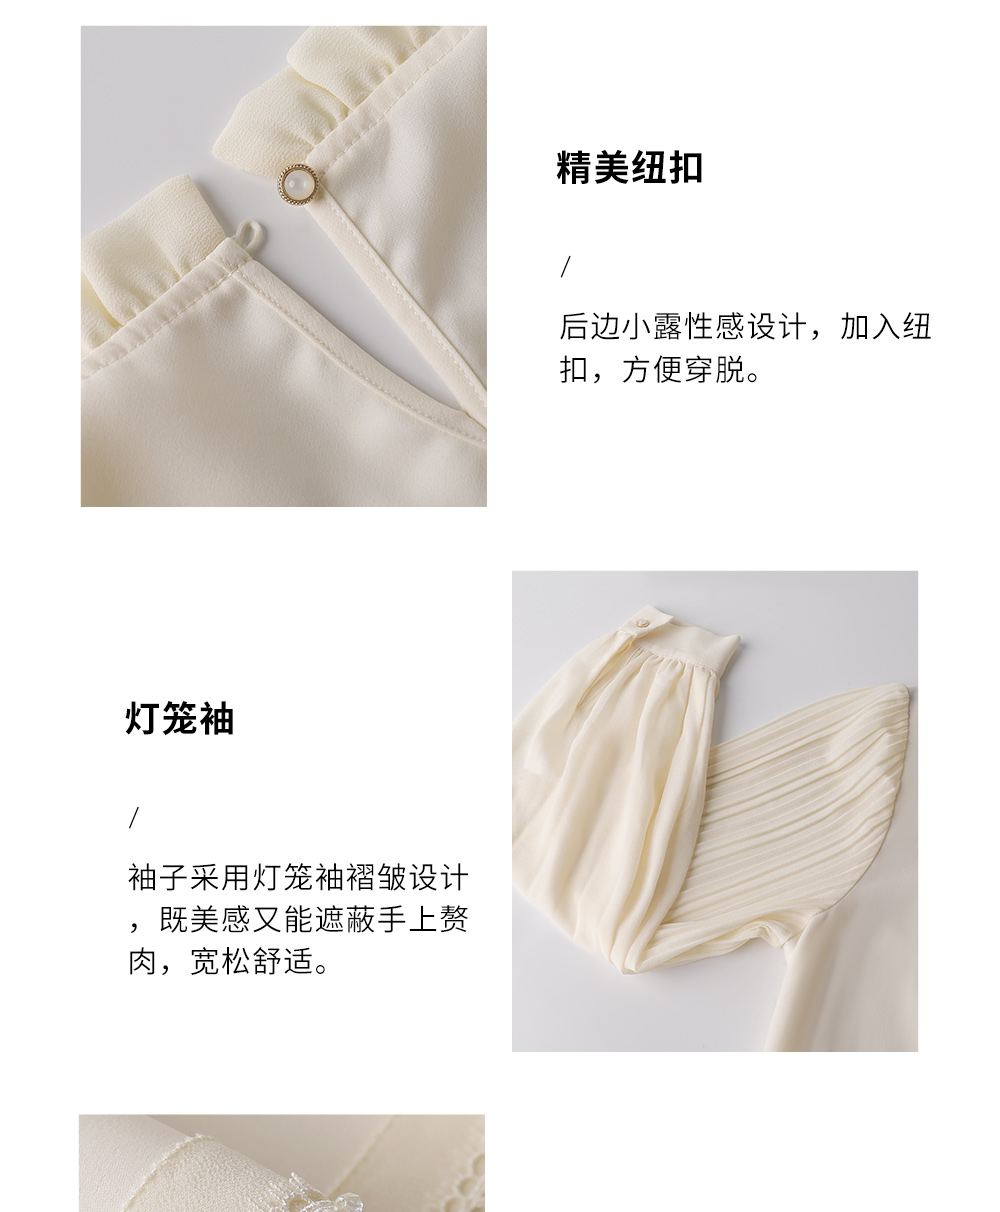 精美纽扣
/
后边小露性感设计，加入纽
扣，方便穿脱。
灯笼袖
/
袖子采用灯笼袖褶皱设计
，既美感又能遮蔽手上赘
肉，宽松舒适。